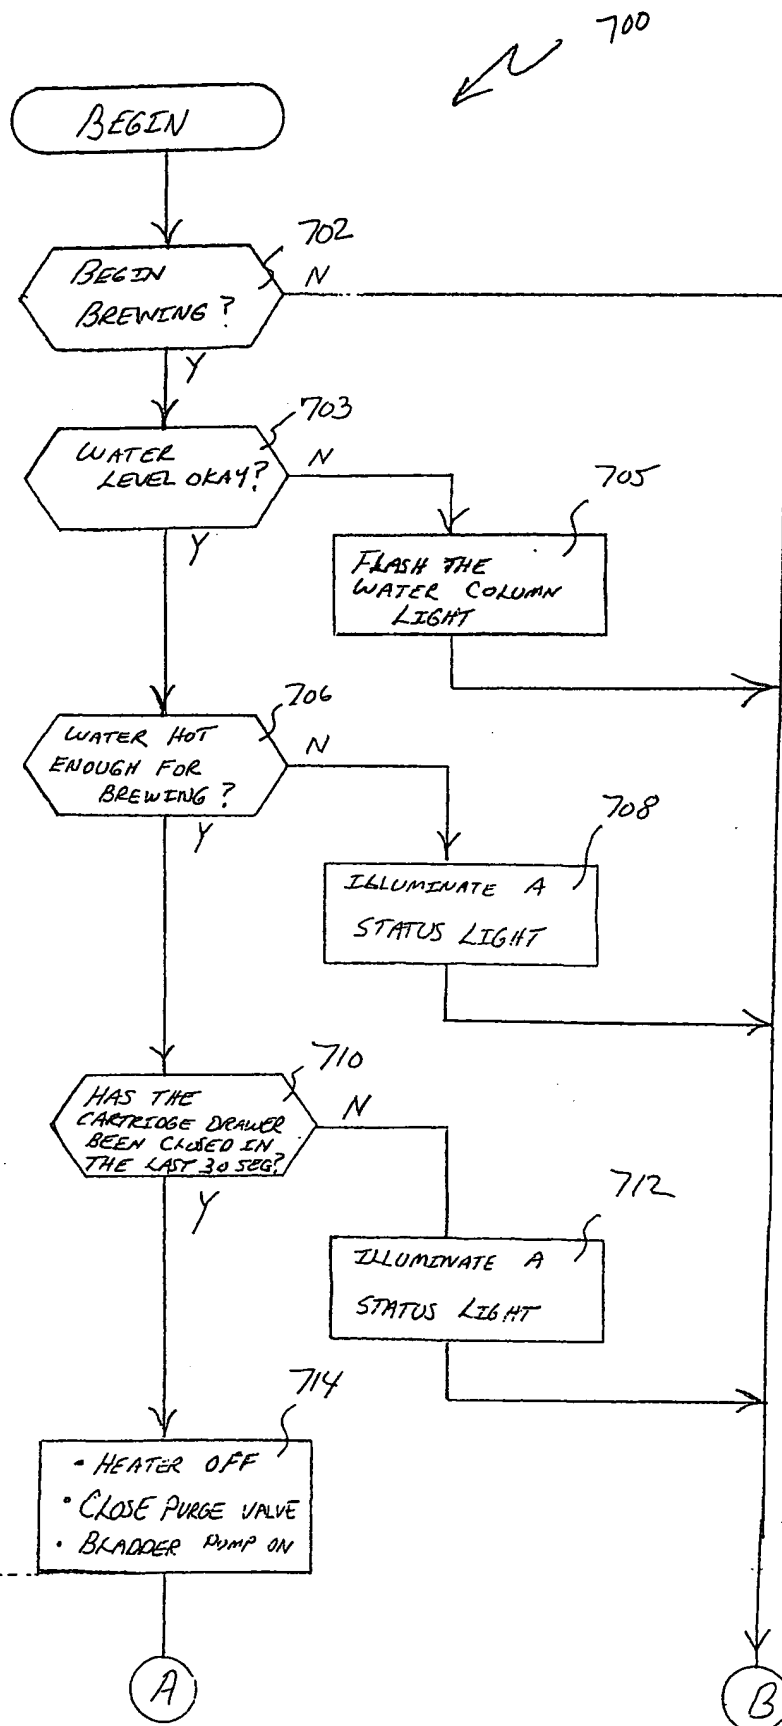 700
BEGIN
702
BEGIN
BREWING?
N
Y
703
WATER
LEVEL OKAY?
N
Y
705
FLASH THE
WATER COLUMN
LIGHT
706
WATER HOT
ENOUGH FOR
BREWING?
N
Y
708
ILLUMINATE A
STATUS LIGHT
710
HAS THE
CARTRIDGE DRAWER
BEEN CLOSED IN
THE LAST 30 SEC?
N
Y
712
ILLUMINATE A
STATUS LIGHT
714
• HEATER OFF
• CLOSE PURGE VALVE
• BLADDER PUMP ON
A
B